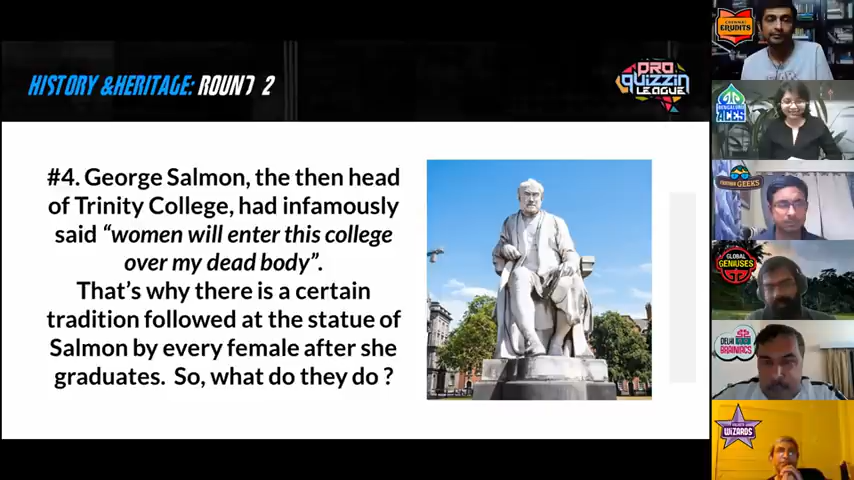 HISTORY &HERITAGE: ROUND 2
PRO
QUIZZIN
LEAGUE
#4. George Salmon, the then head
of Trinity College, had infamously
said “women will enter this college
over my dead body”.
That’s why there is a certain
tradition followed at the statue of
Salmon by every female after she
graduates.  So, what do they do ?
ERUDITS
BENGALURU
ACES
GEEKS
GLOBAL
GENIUSES
DELHI
BRAINIACS
WIZARDS